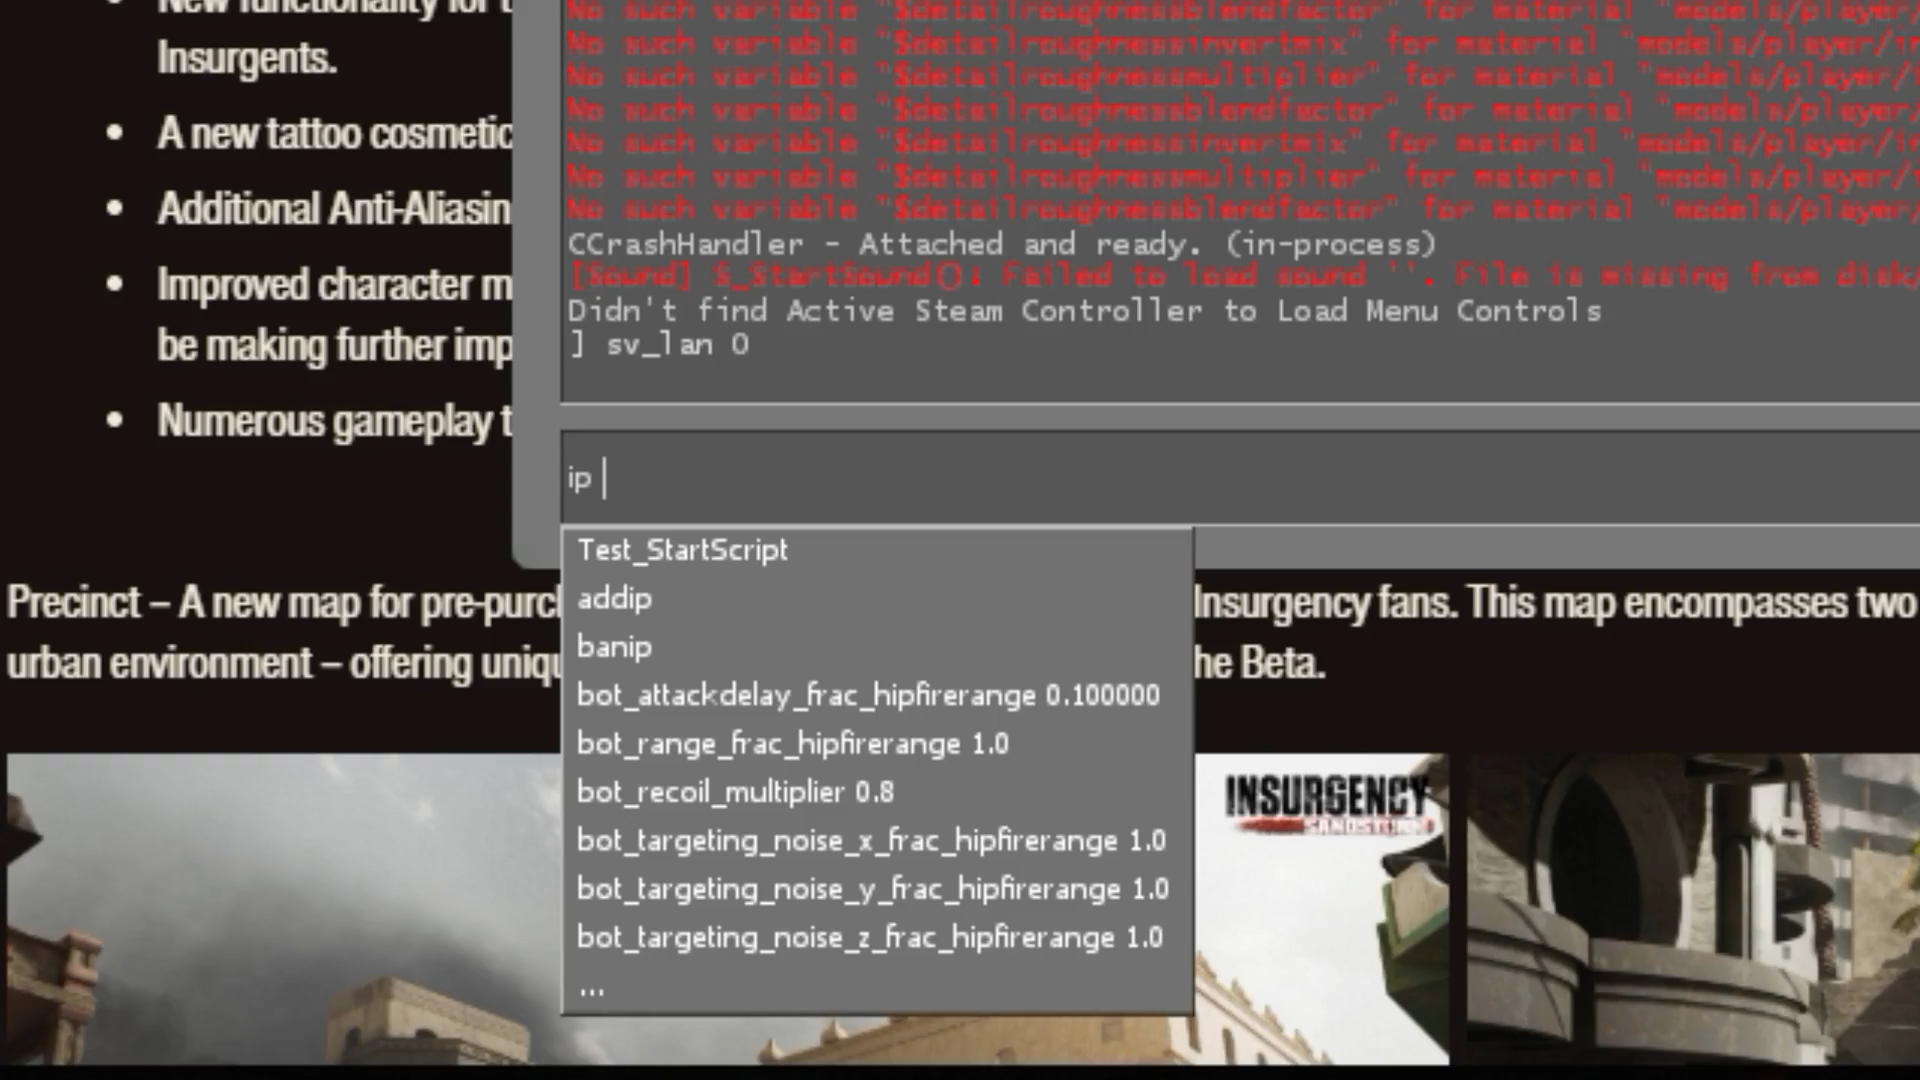 New functionality for t
Insurgents.
A new tattoo cosmetic
Additional Anti-Aliasin
Improved character m
be making further imp
Numerous gameplay t
No such variable "$detailroughnessblendfactor" for material "models/player/
No such variable "$detailroughnessinvertmix" for material "models/player/in
No such variable "$detailroughnessmultiplier" for material "models/player/
No such variable "$detailroughnessblendfactor" for material "models/player/
No such variable "$detailroughnessinvertmix" for material "models/player/in
No such variable "$detailroughnessmultiplier" for material "models/player/
No such variable "$detailroughnessblendfactor" for material "models/player/
CCrashHandler - Attached and ready. (in-process)
[Sound] S_StartSound(): Failed to load sound ''. File is missing from disk/
Didn't find Active Steam Controller to Load Menu Controls
] sv_lan 0
ip
Test_StartScript
addip
banip
bot_attackdelay_frac_hipfirerange 0.100000
bot_range_frac_hipfirerange 1.0
bot_recoil_multiplier 0.8
bot_targeting_noise_x_frac_hipfirerange 1.0
bot_targeting_noise_y_frac_hipfirerange 1.0
bot_targeting_noise_z_frac_hipfirerange 1.0
...
Precinct – A new map for pre-purc Insurgency fans. This map encompasses two
urban environment – offering uniqu he Beta.
INSURGENCY
SANDSTORM